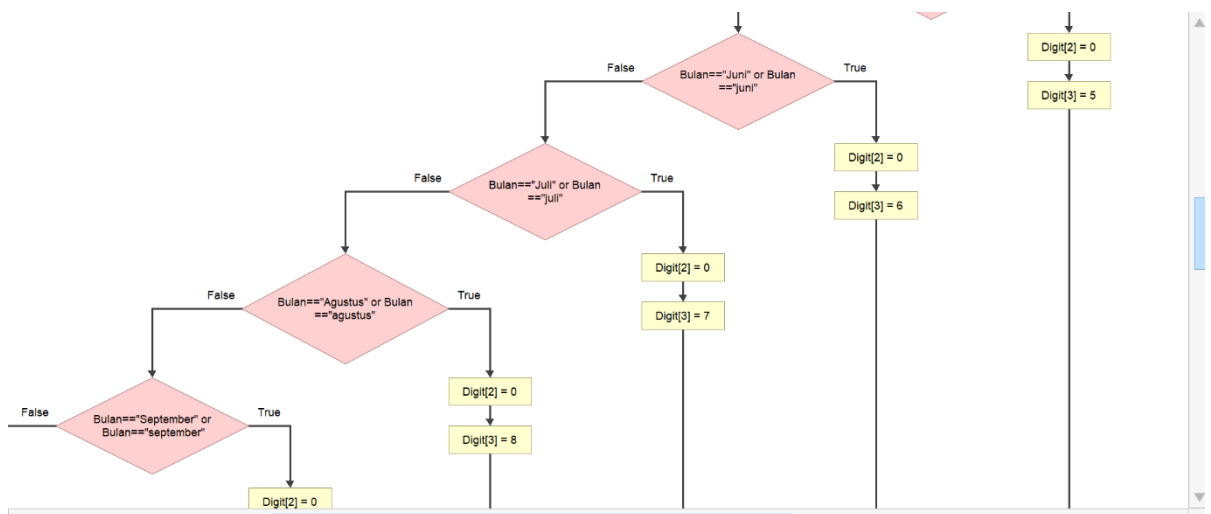 Digit[2] = 0
False
Bulan=="Juni" or Bulan
=="juni"
True
Digit[3] = 5
Digit[2] = 0
False
Bulan=="Juli" or Bulan
=="juli"
True
Digit[3] = 6
Digit[2] = 0
False
Bulan=="Agustus" or Bulan
=="agustus"
True
Digit[3] = 7
Digit[2] = 0
False
Bulan=="September" or
Bulan=="september"
True
Digit[3] = 8
Digit[2] = 0